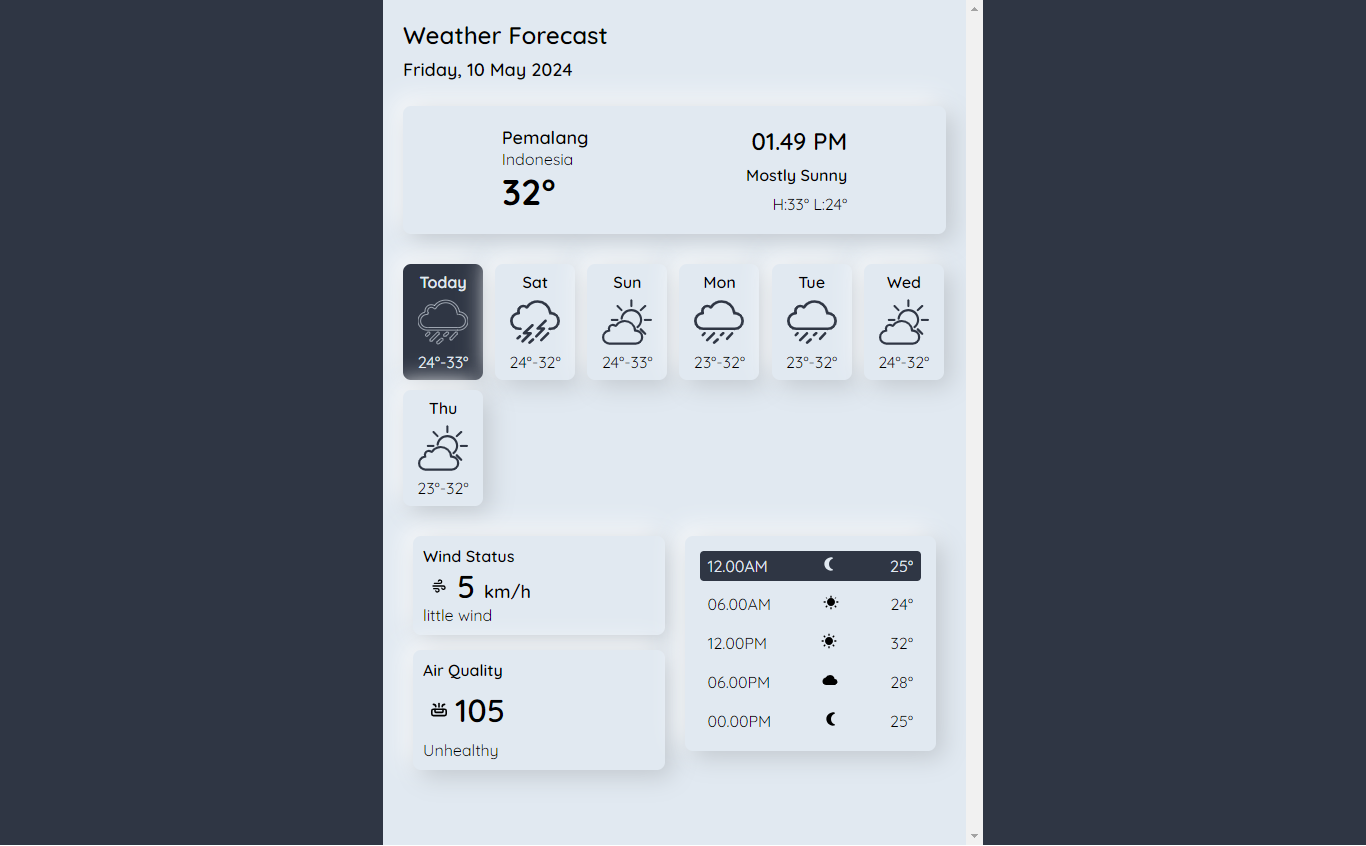 Weather Forecast
Friday, 10 May 2024
Pemalang
Indonesia
32°
01.49 PM
Mostly Sunny
H:33° L:24°
Today
24°-33°
Sat
24°-32°
Sun
24°-33°
Mon
23°-32°
Tue
23°-32°
Wed
24°-32°
Thu
23°-32°
Wind Status
5 km/h
little wind
Air Quality
105
Unhealthy
12.00AM 25°
06.00AM 24°
12.00PM 32°
06.00PM 28°
00.00PM 25°